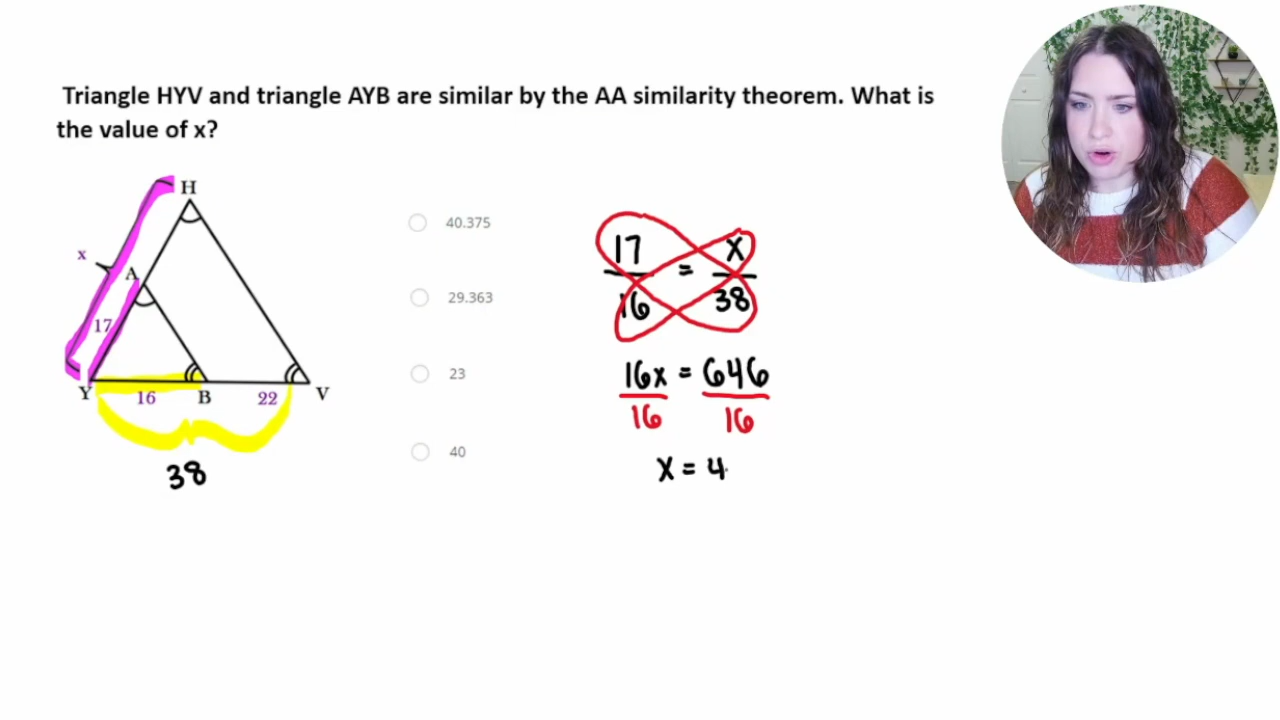 Triangle HYV and triangle AYB are similar by the AA similarity theorem. What is
the value of x?
H
x
A
17
Y
16
B
22
V
38
40.375
29.363
23
40
17/16 = x/38
16x = 646
16 16
x = 4